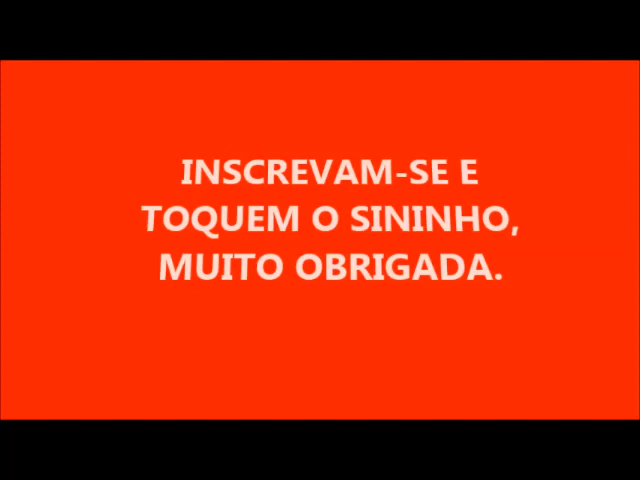 INSCREVAM-SE E
TOQUEM O SININHO,
MUITO OBRIGADA.